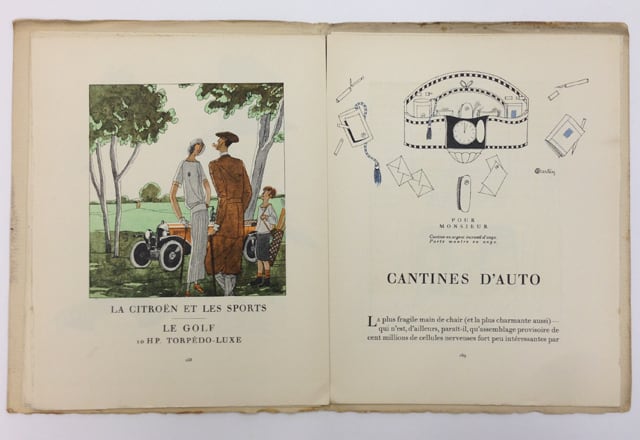 LA CITROËN ET LES SPORTS
LE GOLF
10 HP. TORPÉDO-LUXE
168
POUR
MONSIEUR
Cantine en argent incrusté d'onyx.
Porte montre en onyx.
CANTINES D'AUTO
LA plus fragile main de chair (et la plus charmante aussi) —
qui n'est, d'ailleurs, paraît-il, qu'assemblage provisoire de
cent millions de cellules nerveuses fort peu intéressantes par
169